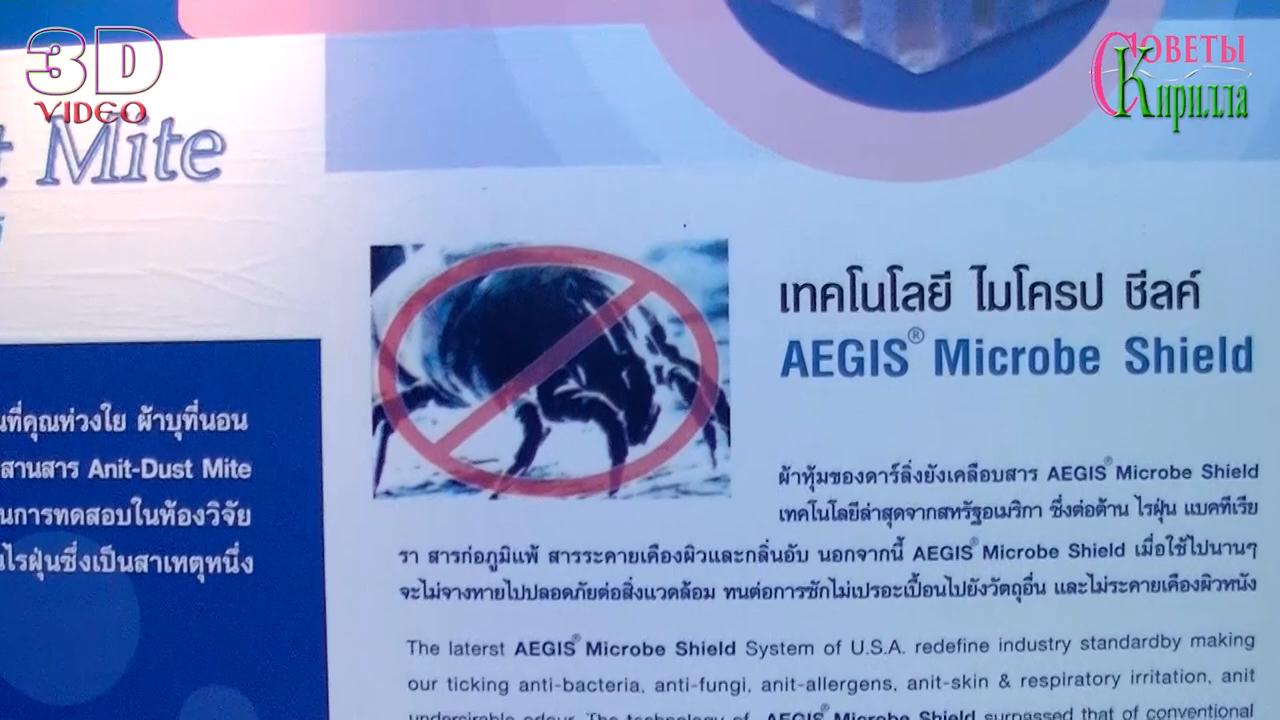 3D
VIDEO
Советы
Кирилла
Mite
เทคโนโลยี ไมโครป ชีลค์
AEGIS® Microbe Shield
นที่คุณห่วงใย ผ้าบุที่นอน
สานสาร Anit-Dust Mite
นการทดสอบในห้องวิจัย
ไรฝุ่นซึ่งเป็นสาเหตุหนึ่ง
ผ้าหุ้มของดาร์ลิ่งยังเคลือบสาร AEGIS® Microbe Shield
เทคโนโลยีล่าสุดจากสหรัฐอเมริกา ซึ่งต่อต้าน ไรฝุ่น แบคทีเรีย
รา สารก่อภูมิแพ้ สารระคายเคืองผิวและกลิ่นอับ นอกจากนี้ AEGIS® Microbe Shield เมื่อใช้ไปนานๆ
จะไม่จางหายไปปลอดภัยต่อสิ่งแวดล้อม ทนต่อการซักไม่เปรอะเปื้อนไปยังวัตถุอื่น และไม่ระคายเคืองผิวหนัง
The laterst AEGIS® Microbe Shield System of U.S.A. redefine industry standardby making
our ticking anti-bacteria, anti-fungi, anit-allergens, anit-skin & respiratory irritation, anit
undersirable odour. The technology of AEGIS® Microbe Shield surpassed that of conventional